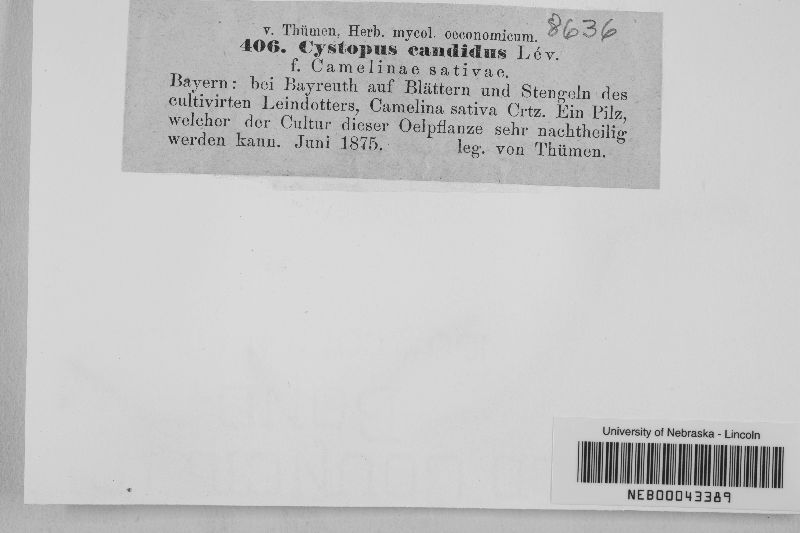 v. Thümen, Herb. mycol. oeconomicum. 8636
406. Cystopus candidus Lév.
f. Camelinae sativae.
Bayern: bei Bayreuth auf Blättern und Stengeln des
cultivirten Leindotters, Camelina sativa Crtz. Ein Pilz,
welcher der Cultur dieser Oelpflanze sehr nachtheilig
werden kann. Juni 1875. leg. von Thümen.
University of Nebraska - Lincoln
NEB00043389